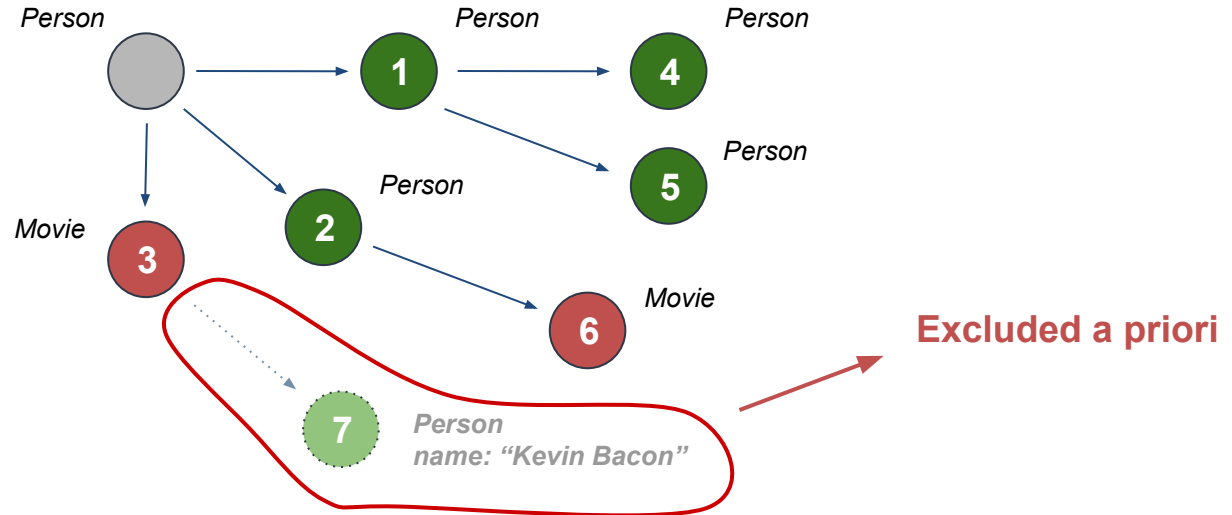 Person
Person
Person
1
4
Person
5
Person
2
Movie
3
Movie
6
Excluded a priori
7
Person
name: “Kevin Bacon”